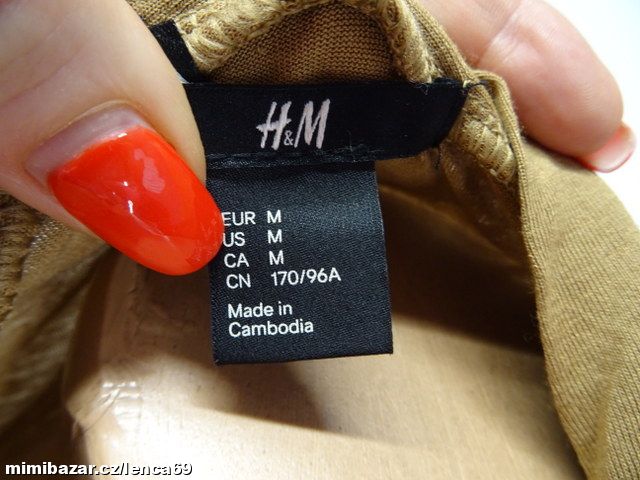 H&M
EUR M
US M
CA M
CN 170/96A
Made in
Cambodia
mimibazar.cz/lenca69